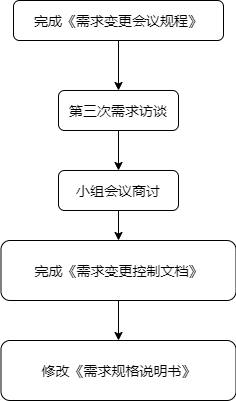 完成《需求变更会议规程》
第三次需求访谈
小组会议商讨
完成《需求变更控制文档》
修改《需求规格说明书》